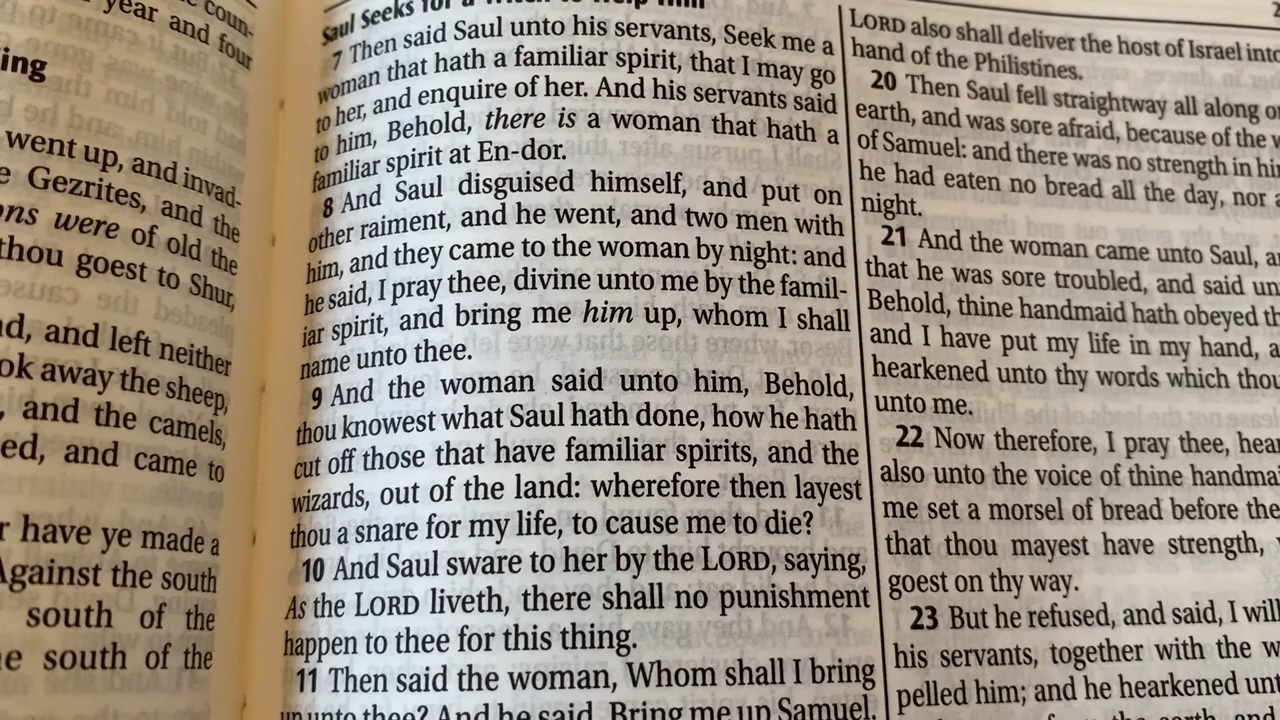 year and four
ing
went up, and invad-
Gezrites, and the
were of old the
thou goest to Shur,
and left neither
away the sheep,
, and the camels,
and came to
have ye made a
Against the south
south of the
south of the
Saul Seeks for a Witch to Help Him
7 Then said Saul unto his servants, Seek me a
woman that hath a familiar spirit, that I may go
to her, and enquire of her. And his servants said
to him, Behold, there is a woman that hath a
familiar spirit at En-dor.
8 And Saul disguised himself, and put on
other raiment, and he went, and two men with
him, and they came to the woman by night: and
he said, I pray thee, divine unto me by the famil-
iar spirit, and bring me him up, whom I shall
name unto thee.
9 And the woman said unto him, Behold,
thou knowest what Saul hath done, how he hath
cut off those that have familiar spirits, and the
wizards, out of the land: wherefore then layest
thou a snare for my life, to cause me to die?
10 And Saul sware to her by the LORD, saying,
As the LORD liveth, there shall no punishment
happen to thee for this thing.
11 Then said the woman, Whom shall I bring
up unto thee? And he said, Bring me up Samuel.
LORD also shall deliver the host of Israel into
hand of the Philistines.
20 Then Saul fell straightway all along
earth, and was sore afraid, because of the
of Samuel: and there was no strength in
he had eaten no bread all the day, nor
night.
21 And the woman came unto Saul,
that he was sore troubled, and said
Behold, thine handmaid hath obeyed
and I have put my life in my hand,
hearkened unto thy words which
unto me.
22 Now therefore, I pray thee,
also unto the voice of thine
me set a morsel of bread before
that thou mayest have strength,
goest on thy way.
23 But he refused, and said, I will
his servants, together with the
pelled him; and he hearkened